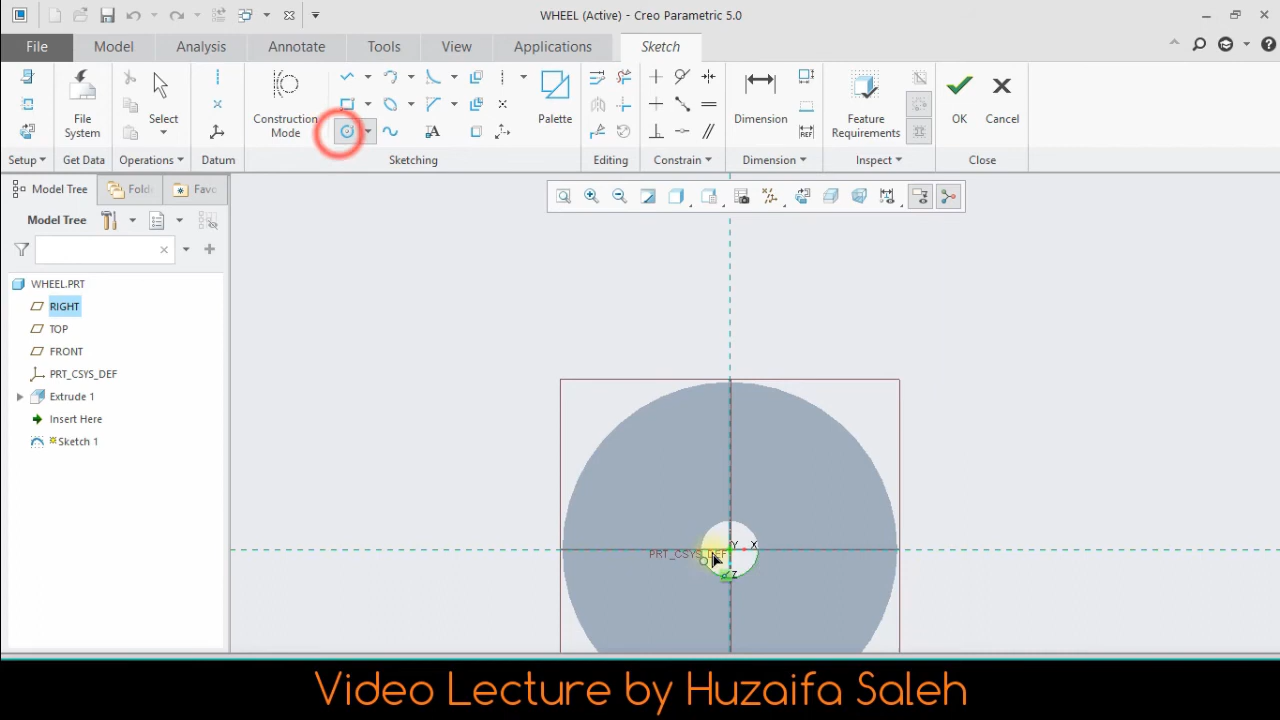 WHEEL (Active) - Creo Parametric 5.0
File Model Analysis Annotate Tools View Applications Sketch
File System
Select
Construction Mode
Palette
Dimension
Feature Requirements
OK
Cancel
Setup Get Data Operations Datum Sketching Editing Constrain Dimension Inspect Close
Model Tree Fold Favo
Model Tree
WHEEL.PRT
RIGHT
TOP
FRONT
PRT_CSYS_DEF
Extrude 1
Insert Here
Sketch 1
Y X
PRT_CSYS_DEF
Z
Video Lecture by Huzaifa Saleh